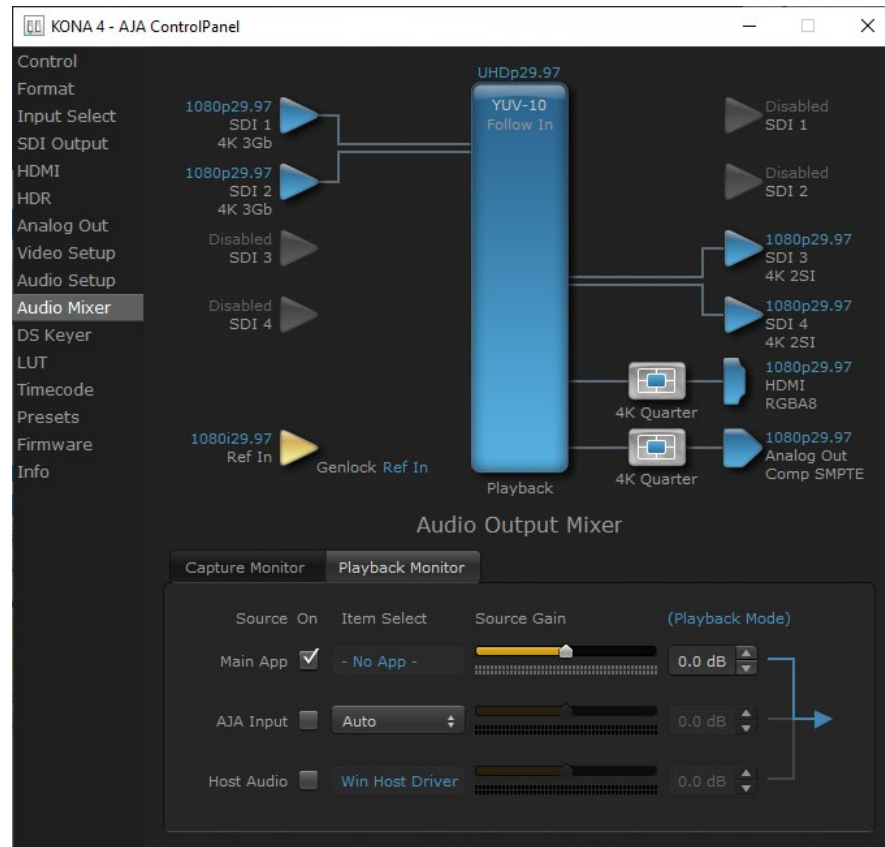 KONA 4 - AJA ControlPanel
Control
Format
Input Select
SDI Output
HDMI
HDR
Analog Out
Video Setup
Audio Setup
Audio Mixer
DS Keyer
LUT
Timecode
Presets
Firmware
Info
1080p29.97
SDI 1
4K 3Gb
1080p29.97
SDI 2
4K 3Gb
Disabled
SDI 3
Disabled
SDI 4
1080i29.97
Ref In
Genlock Ref In
UHDp29.97
YUV-10
Follow In
Playback
Disabled
SDI 1
Disabled
SDI 2
1080p29.97
SDI 3
4K 2SI
1080p29.97
SDI 4
4K 2SI
4K Quarter
1080p29.97
HDMI
RGBA8
4K Quarter
1080p29.97
Analog Out
Comp SMPTE
Audio Output Mixer
Capture Monitor Playback Monitor
Source On Item Select Source Gain (Playback Mode)
Main App - No App - 0.0 dB
AJA Input Auto 0.0 dB
Host Audio Win Host Driver 0.0 dB